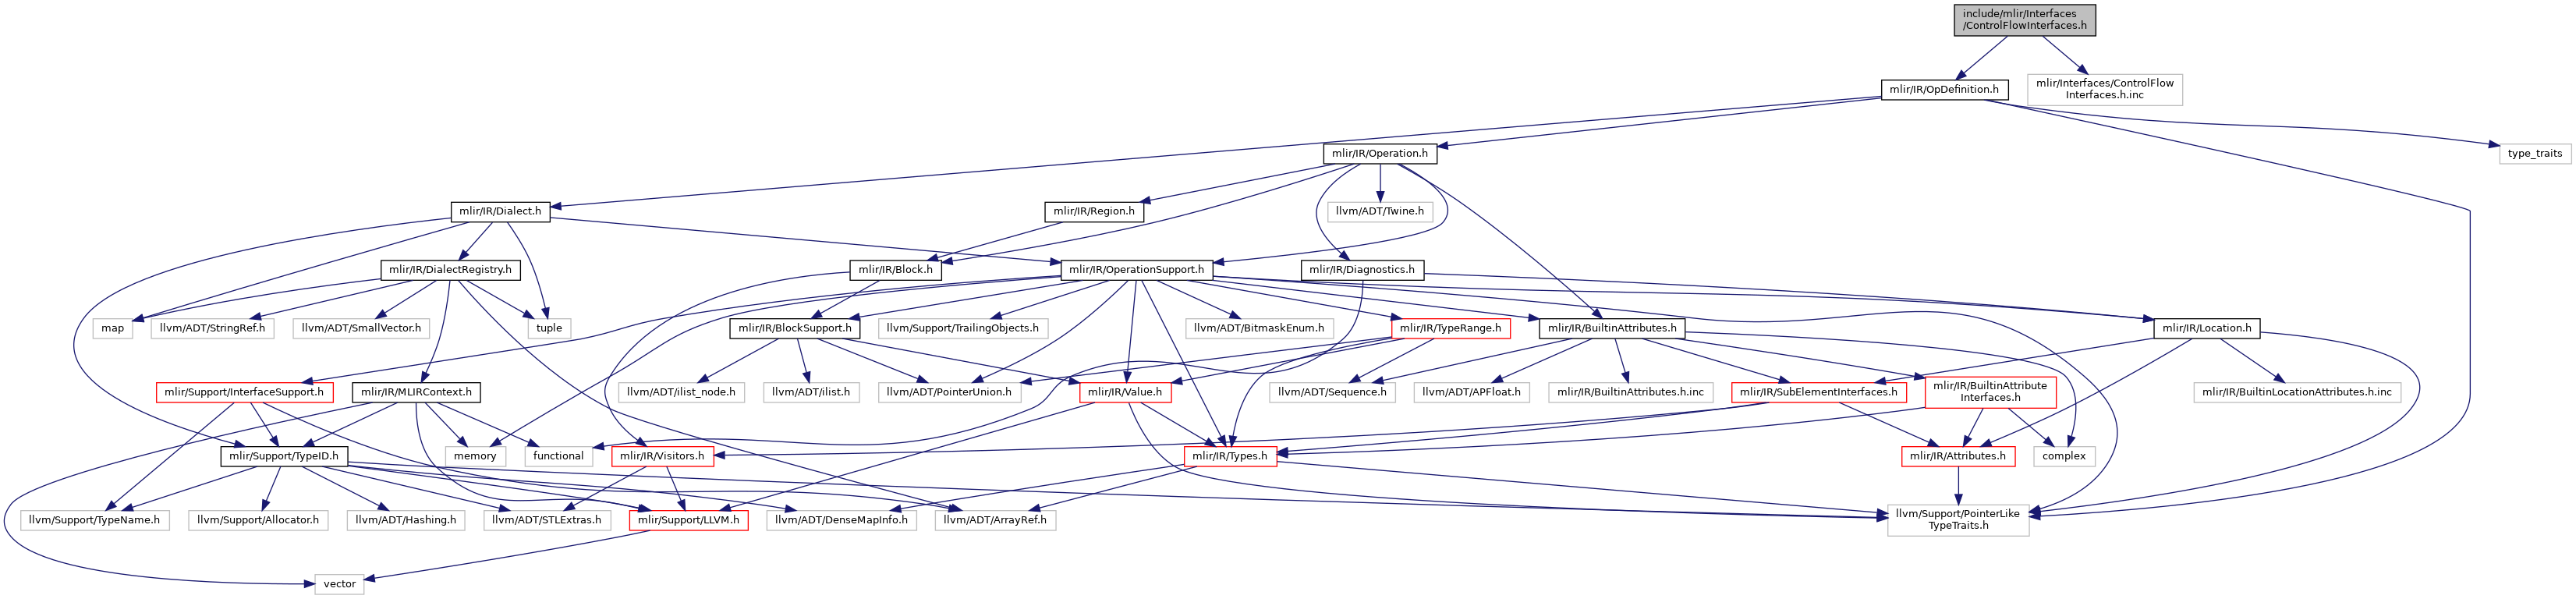 include/mlir/Interfaces
/ControlFlowInterfaces.h
mlir/IR/OpDefinition.h
mlir/Interfaces/ControlFlow
Interfaces.h.inc
mlir/IR/Operation.h
type_traits
mlir/IR/Dialect.h
mlir/IR/Region.h
llvm/ADT/Twine.h
mlir/IR/DialectRegistry.h
mlir/IR/Block.h
mlir/IR/OperationSupport.h
mlir/IR/Diagnostics.h
map
llvm/ADT/StringRef.h
llvm/ADT/SmallVector.h
tuple
mlir/IR/BlockSupport.h
llvm/Support/TrailingObjects.h
llvm/ADT/BitmaskEnum.h
mlir/IR/TypeRange.h
mlir/IR/BuiltinAttributes.h
mlir/IR/Location.h
mlir/Support/InterfaceSupport.h
mlir/IR/MLIRContext.h
llvm/ADT/ilist_node.h
llvm/ADT/ilist.h
llvm/ADT/PointerUnion.h
mlir/IR/Value.h
llvm/ADT/Sequence.h
llvm/ADT/APFloat.h
mlir/IR/BuiltinAttributes.h.inc
mlir/IR/SubElementInterfaces.h
mlir/IR/BuiltinAttribute
Interfaces.h
mlir/IR/BuiltinLocationAttributes.h.inc
mlir/Support/TypeID.h
memory
functional
mlir/IR/Visitors.h
mlir/IR/Types.h
mlir/IR/Attributes.h
complex
llvm/Support/TypeName.h
llvm/Support/Allocator.h
llvm/ADT/Hashing.h
llvm/ADT/STLExtras.h
mlir/Support/LLVM.h
llvm/ADT/DenseMapInfo.h
llvm/ADT/ArrayRef.h
llvm/Support/PointerLike
TypeTraits.h
vector